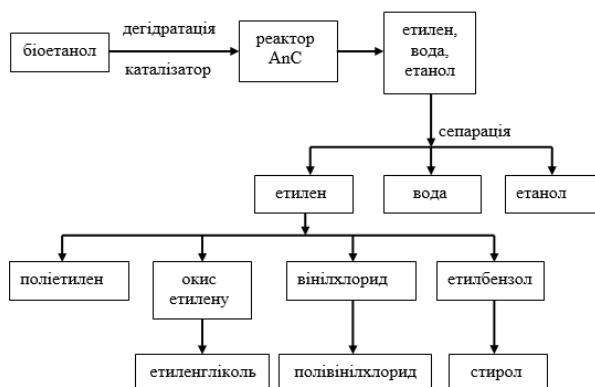 біоетанол
дегідратація
каталізатор
реактор
АпС
етилен,
вода,
етанол
сепарація
етилен
вода
етанол
поліетилен
окис
етилену
вінілхлорид
етилбензол
етиленгліколь
полівінілхлорид
стирол